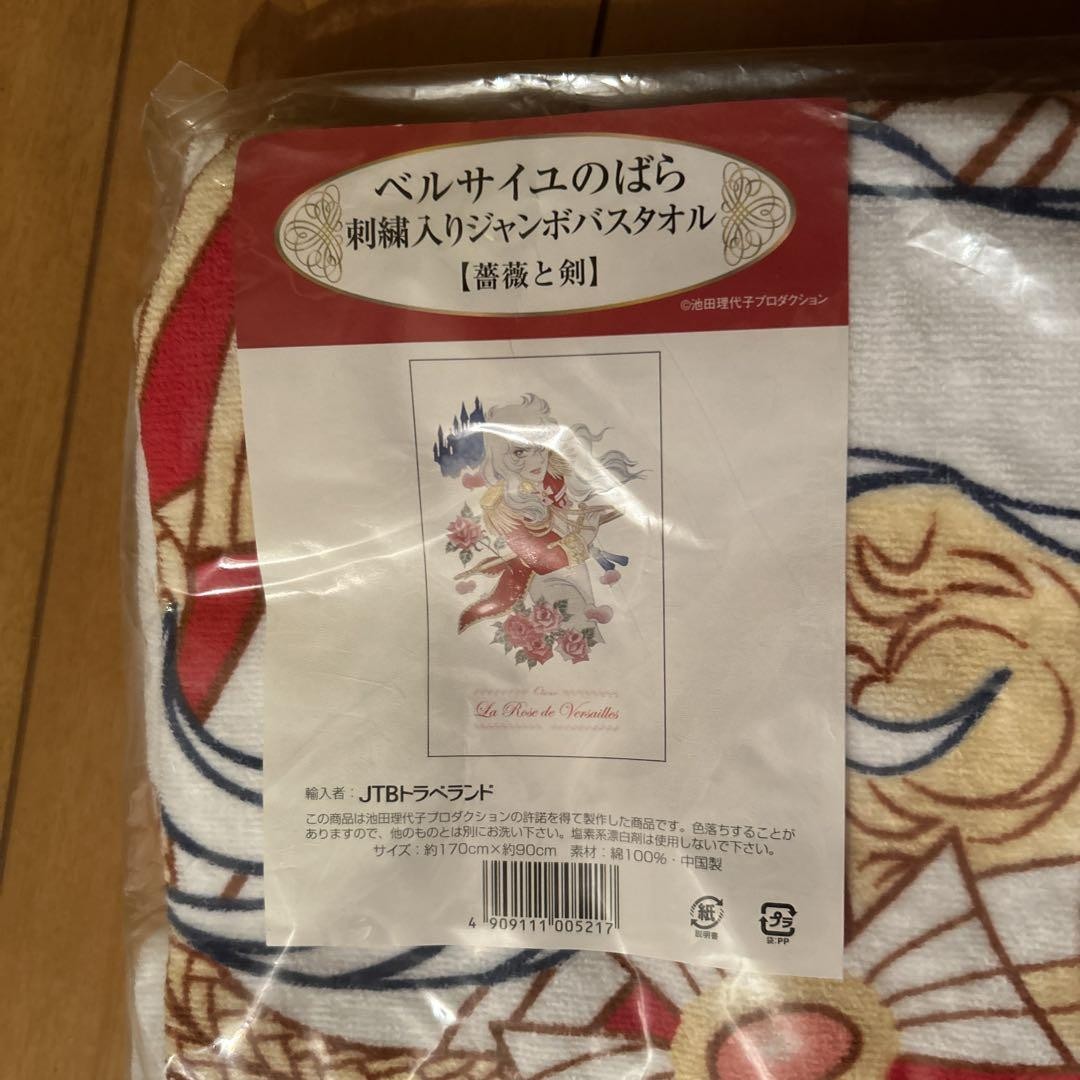 ベルサイユのばら
刺繍入りジャンボバスタオル
【薔薇と剣】
©池田理代子プロダクション
La Rose de Versailles
輸入者：JTBトラベランド
この商品は池田理代子プロダクションの許諾を得て製作した商品です。色落ちすることが
ありますので、他のものとは別にお洗い下さい。塩素系漂白剤は使用しないで下さい。
サイズ：約170cm×約90cm　素材：綿100%・中国製
4 909111 005217
紙
説明書
プラ
袋:PP